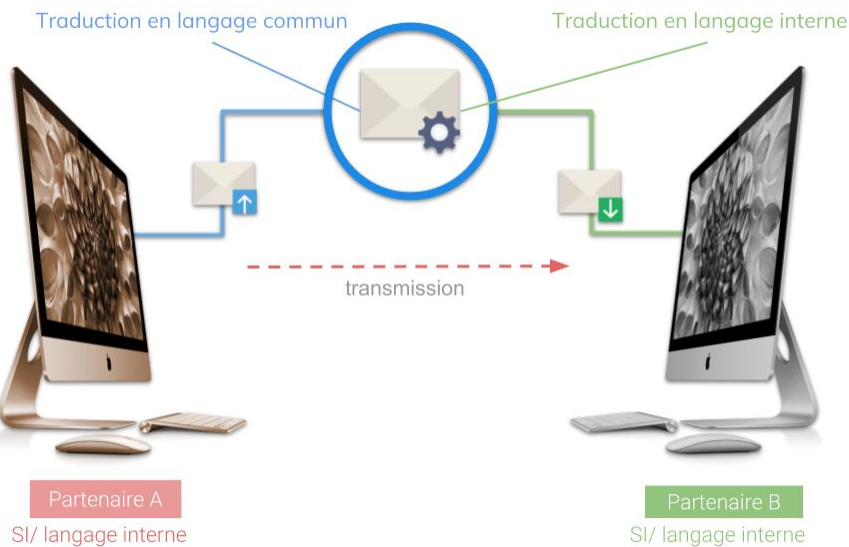 Traduction en langage commun
Traduction en langage interne
transmission
Partenaire A
SI/ langage interne
Partenaire B
SI/ langage interne